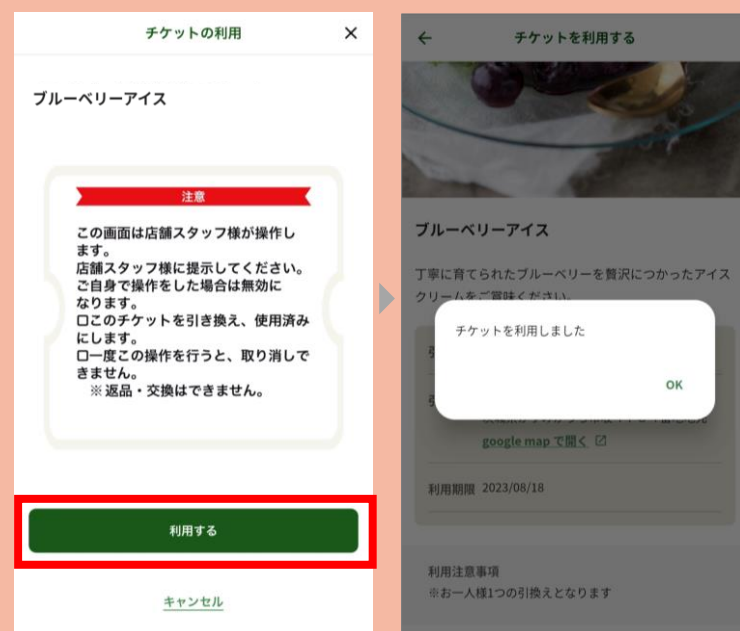 チケットの利用 ×
ブルーベリーアイス
注意
この画面は店舗スタッフ様が操作し
ます。
店舗スタッフ様に提示してください。
ご自身で操作をした場合は無効に
なります。
□このチケットを引き換え、使用済み
にします。
□一度この操作を行うと、取り消しで
きません。
※返品・交換はできません。
利用する
キャンセル
← チケットを利用する
ブルーベリーアイス
丁寧に育てられたブルーベリーを贅沢につかったアイス
クリームをご賞味ください。
チケットを利用しました
OK
google map で開く
利用期限 2023/08/18
利用注意事項
※お一人様1つの引換えとなります